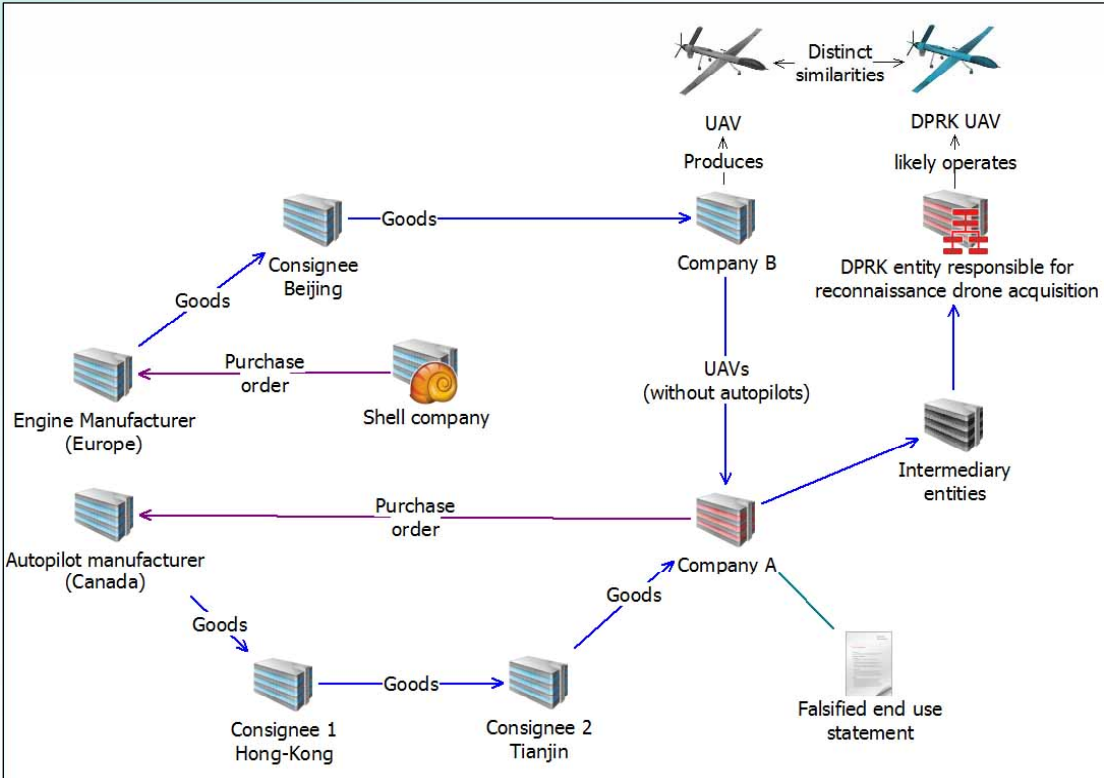 Distinct
similarities
UAV
DPRK UAV
Produces
likely operates
Goods
Consignee
Beijing
Company B
DPRK entity responsible for
reconnaissance drone acquisition
Goods
Purchase
order
UAVs
(without autopilots)
Engine Manufacturer
(Europe)
Shell company
Intermediary
entities
Purchase
order
Autopilot manufacturer
(Canada)
Company A
Goods
Goods
Goods
Consignee 1
Hong-Kong
Consignee 2
Tianjin
Falsified end use
statement